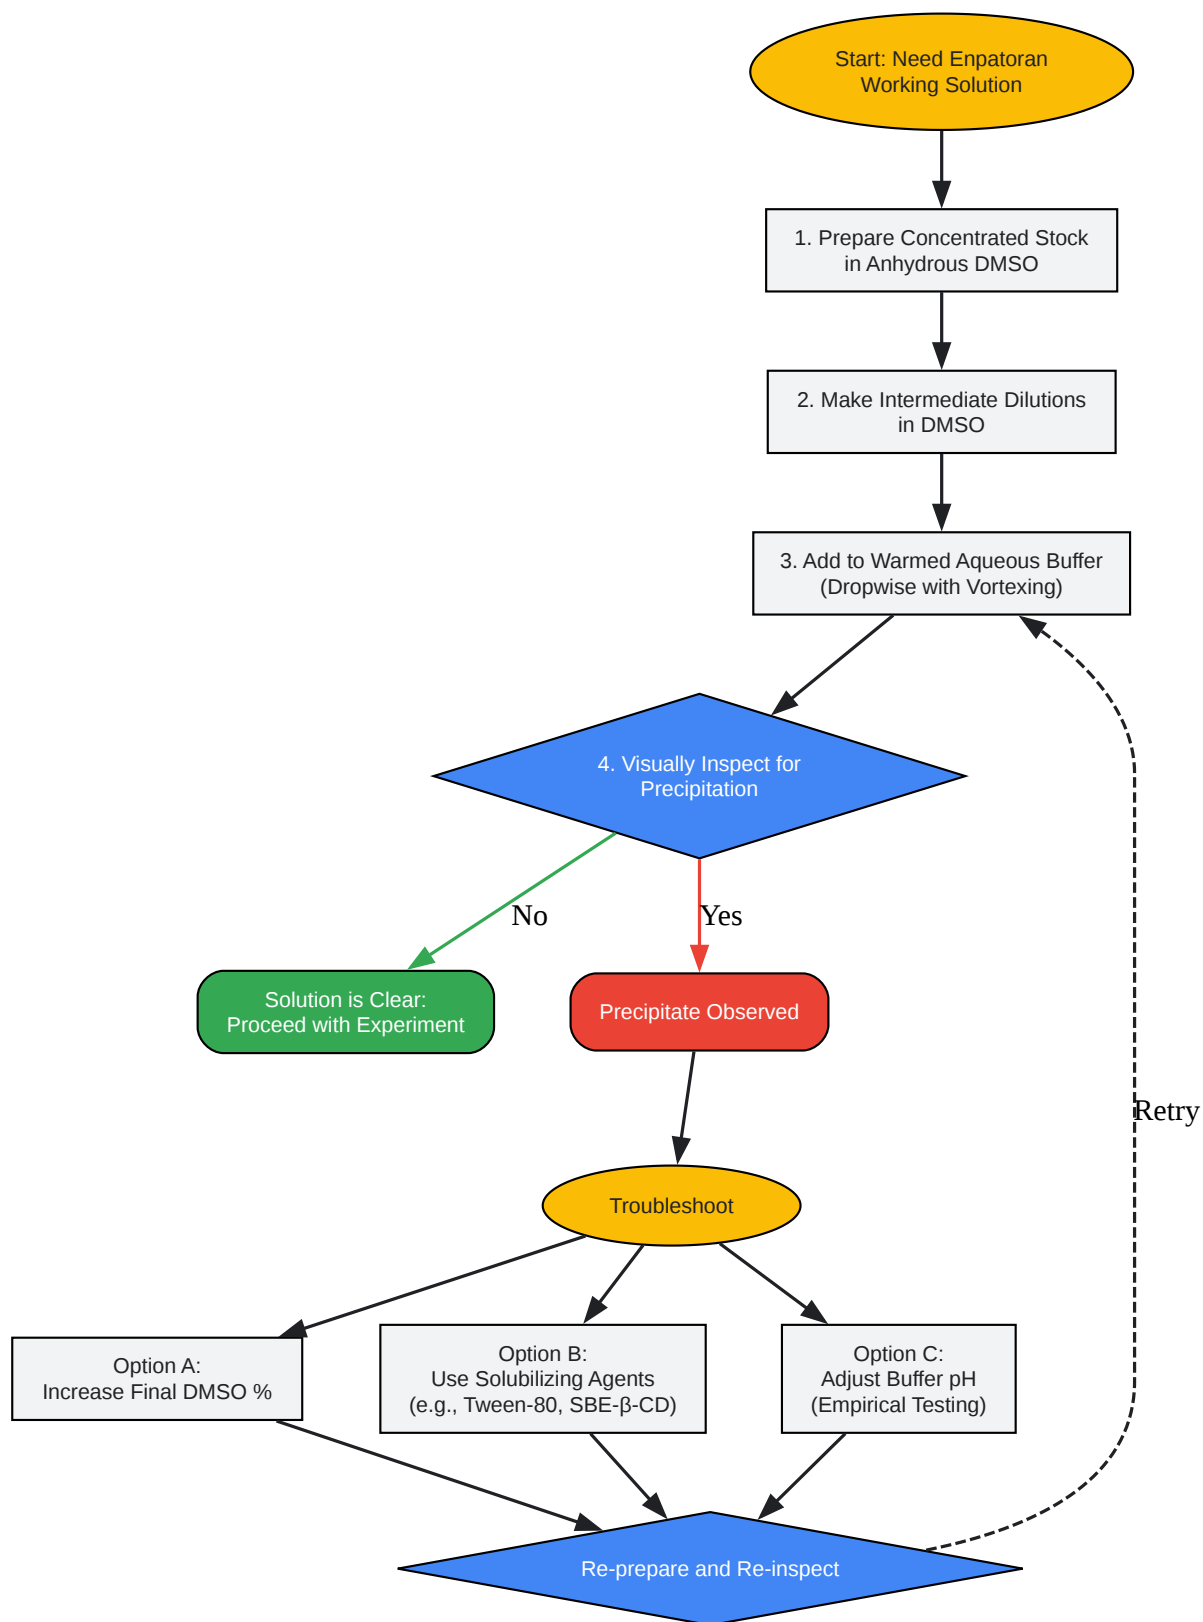 Start: Need Enpatoran
Working Solution
1. Prepare Concentrated Stock
in Anhydrous DMSO
2. Make Intermediate Dilutions
in DMSO
3. Add to Warmed Aqueous Buffer
(Dropwise with Vortexing)
4. Visually Inspect for
Precipitation
No
Yes
Solution is Clear:
Proceed with Experiment
Precipitate Observed
Retry
Troubleshoot
Option A:
Increase Final DMSO %
Option B:
Use Solubilizing Agents
(e.g., Tween-80, SBE-β-CD)
Option C:
Adjust Buffer pH
(Empirical Testing)
Re-prepare and Re-inspect